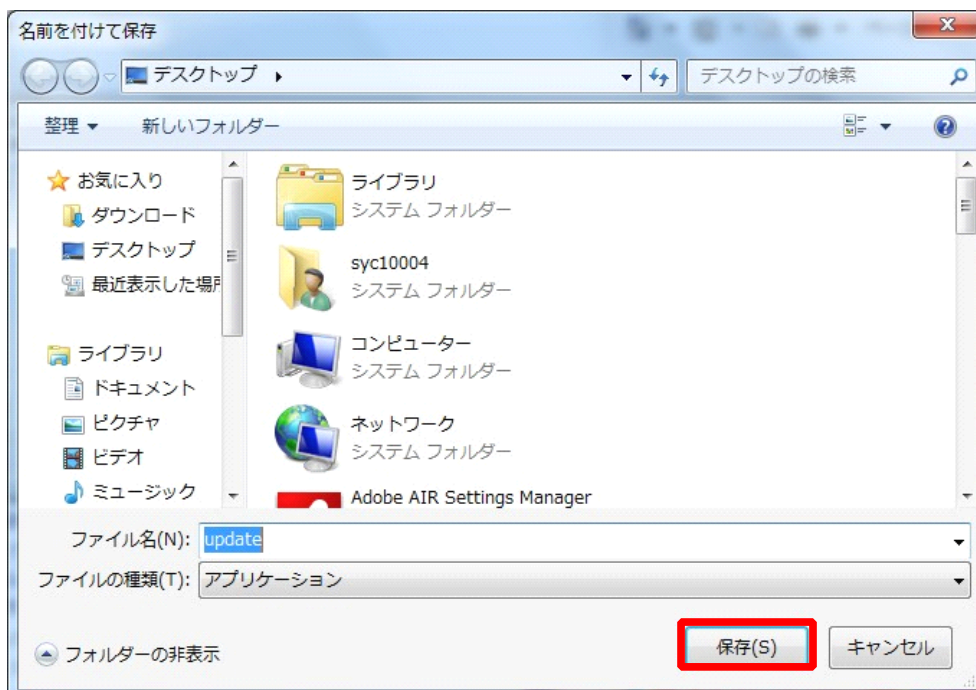 名前を付けて保存
デスクトップ
デスクトップの検索
整理
新しいフォルダー
お気に入り
ダウンロード
デスクトップ
最近表示した場所
ライブラリ
ドキュメント
ピクチャ
ビデオ
ミュージック
ライブラリ
システム フォルダー
syc10004
システム フォルダー
コンピューター
システム フォルダー
ネットワーク
システム フォルダー
Adobe AIR Settings Manager
ファイル名(N): update
ファイルの種類(T): アプリケーション
フォルダーの非表示
保存(S)
キャンセル